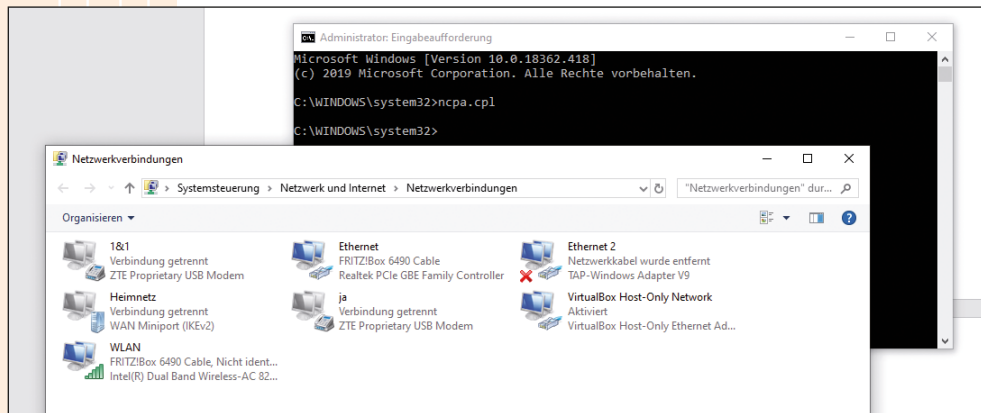 Administrator: Eingabeaufforderung
Microsoft Windows [Version 10.0.18362.418]
(c) 2019 Microsoft Corporation. Alle Rechte vorbehalten.
C:\WINDOWS\system32>ncpa.cpl
C:\WINDOWS\system32>
Netzwerkverbindungen
Systemsteuerung > Netzwerk und Internet > Netzwerkverbindungen
"Netzwerkverbindungen" dur...
Organisieren
1&1
Verbindung getrennt
ZTE Proprietary USB Modem
Ethernet
FRITZ!Box 6490 Cable
Realtek PCIe GBE Family Controller
Ethernet 2
Netzwerkkabel wurde entfernt
TAP-Windows Adapter V9
Heimnetz
Verbindung getrennt
WAN Miniport (IKEv2)
ja
Verbindung getrennt
ZTE Proprietary USB Modem
VirtualBox Host-Only Network
Aktiviert
VirtualBox Host-Only Ethernet Ad...
WLAN
FRITZ!Box 6490 Cable, Nicht ident...
Intel(R) Dual Band Wireless-AC 82...